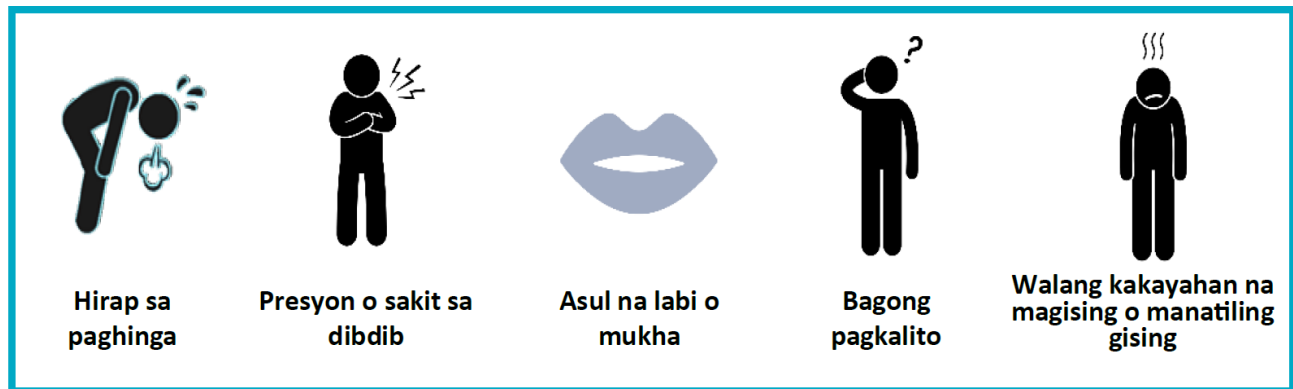 ?
Hirap sa
paghinga
Presyon o sakit sa
dibdib
Asul na labi o
mukha
Bagong
pagkalito
Walang kakayahan na
magising o manatiling
gising